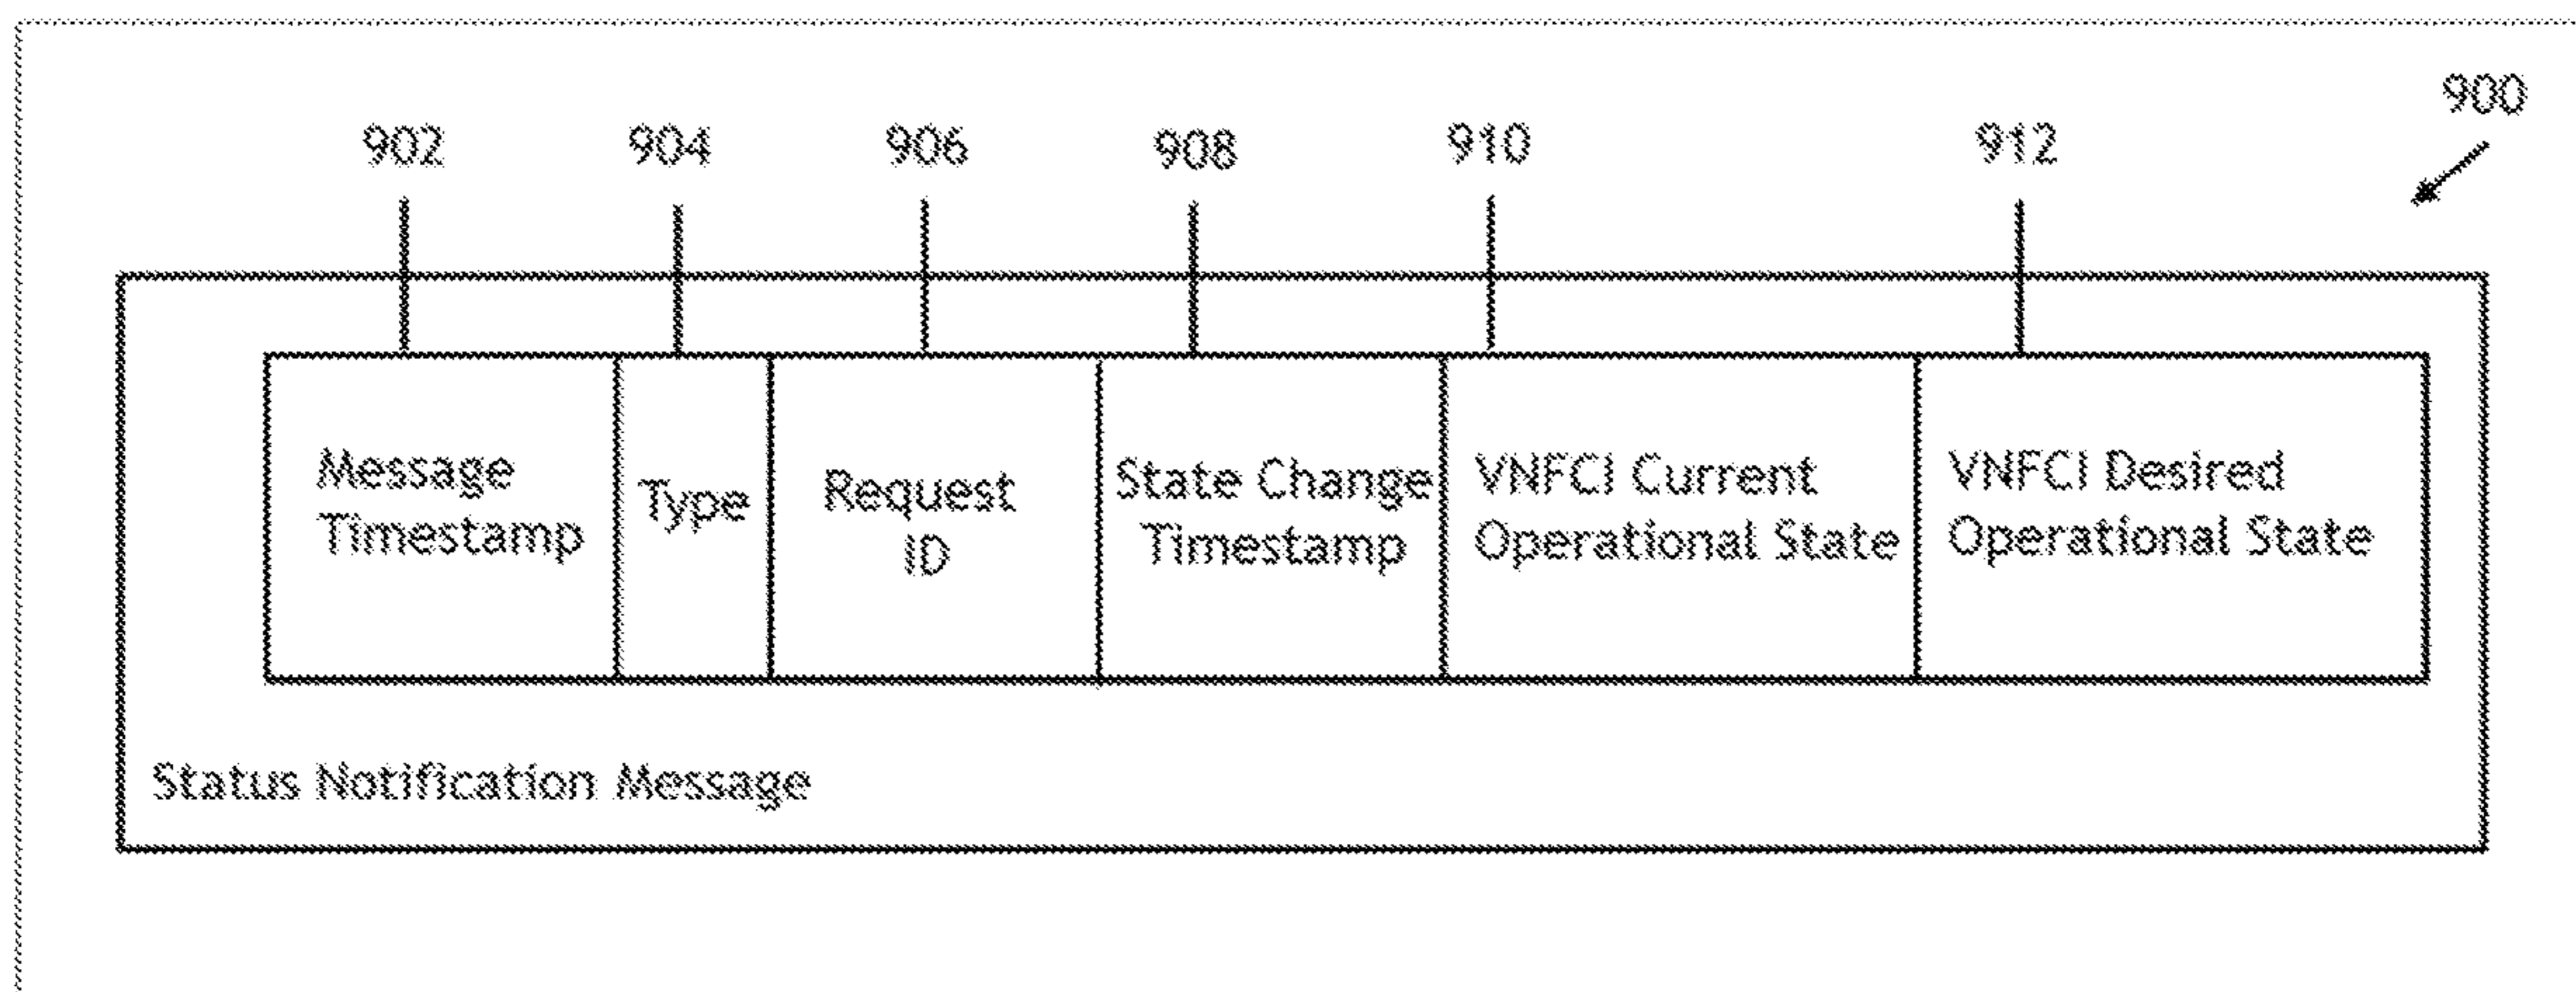 900
902
904
906
908
910
912
Message
Timestamp
Type
Request
ID
State Change
Timestamp
VNFCI Current
Operational State
VNFCI Desired
Operational State
Status Notification Message